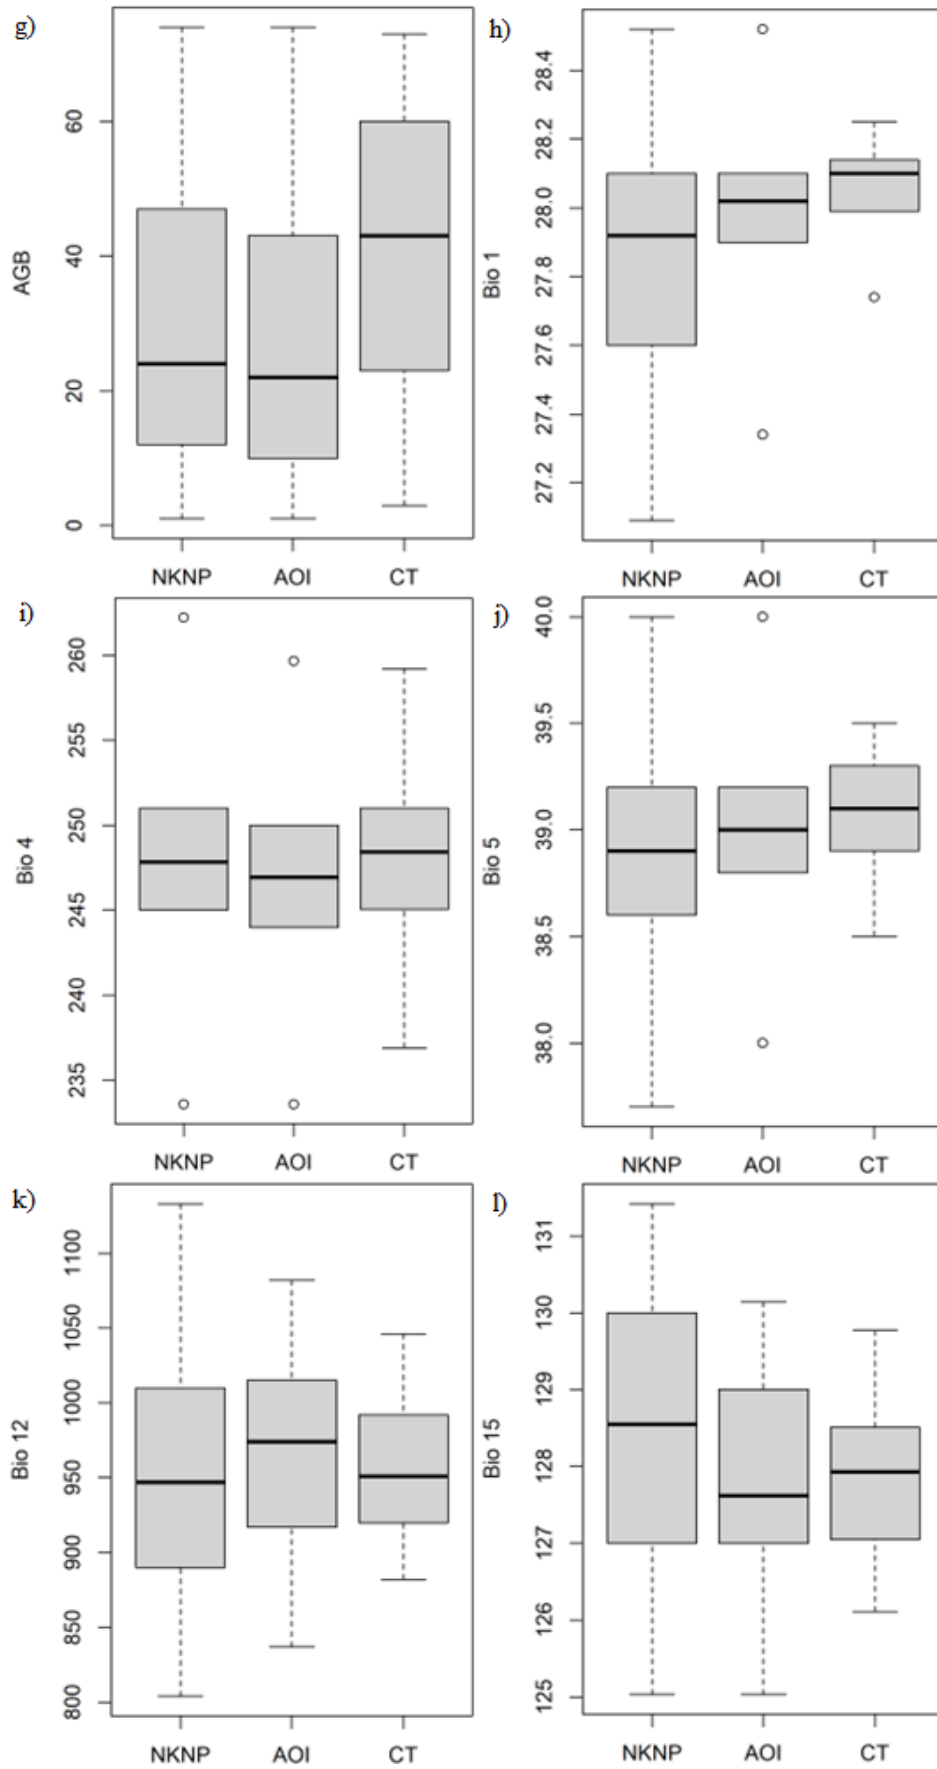 g)
AGB
60
40
20
0
NKNP AOI CT
h)
Bio 1
28.4
28.2
28.0
27.8
27.6
27.4
27.2
NKNP AOI CT
i)
Bio 4
260
255
250
245
240
235
NKNP AOI CT
j)
Bio 5
40.0
39.5
39.0
38.5
38.0
NKNP AOI CT
k)
Bio 12
1100
1050
1000
950
900
850
800
NKNP AOI CT
l)
Bio 15
131
130
129
128
127
126
125
NKNP AOI CT